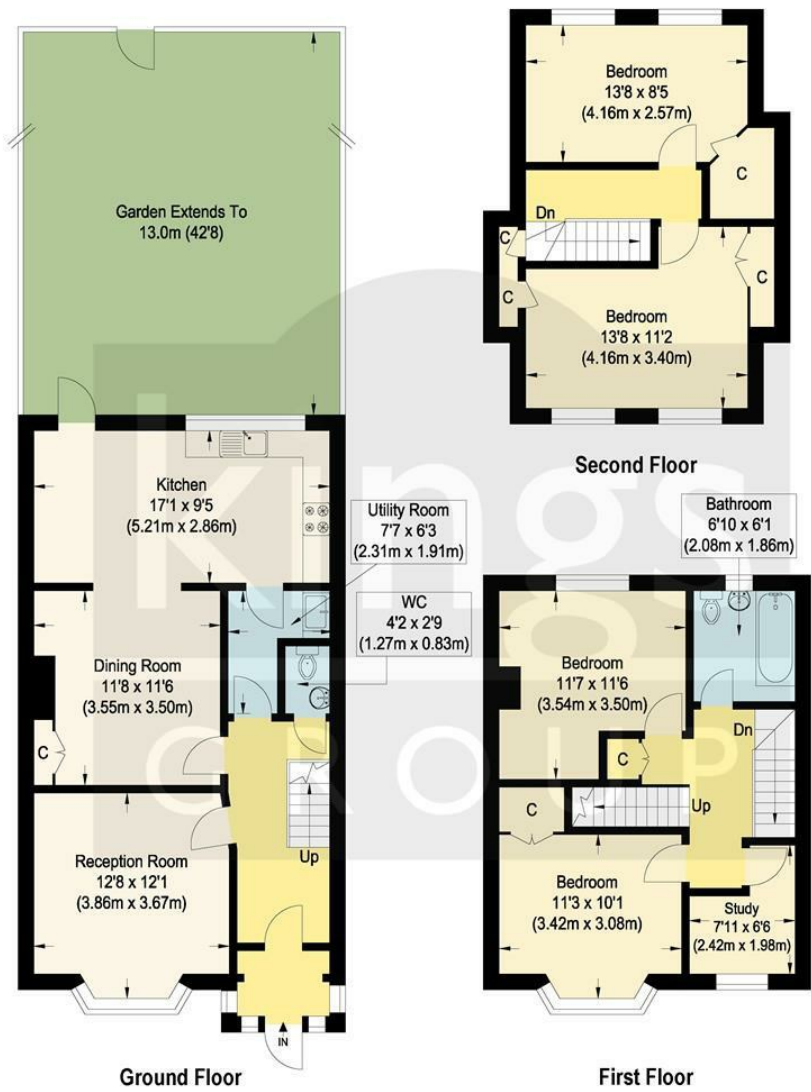 Garden Extends To
13.0m (42'8)
Kitchen
17'1 x 9'5
(5.21m x 2.86m)
Utility Room
7'7 x 6'3
(2.31m x 1.91m)
WC
4'2 x 2'9
(1.27m x 0.83m)
Dining Room
11'8 x 11'6
(3.55m x 3.50m)
C
Reception Room
12'8 x 12'1
(3.86m x 3.67m)
Up
IN
Ground Floor
Bedroom
13'8 x 8'5
(4.16m x 2.57m)
C
Dn
C
C
C
Bedroom
13'8 x 11'2
(4.16m x 3.40m)
Second Floor
Bathroom
6'10 x 6'1
(2.08m x 1.86m)
Bedroom
11'7 x 11'6
(3.54m x 3.50m)
Dn
C
C
Up
Bedroom
11'3 x 10'1
(3.42m x 3.08m)
Study
7'11 x 6'6
(2.42m x 1.98m)
First Floor
kings
GROUP